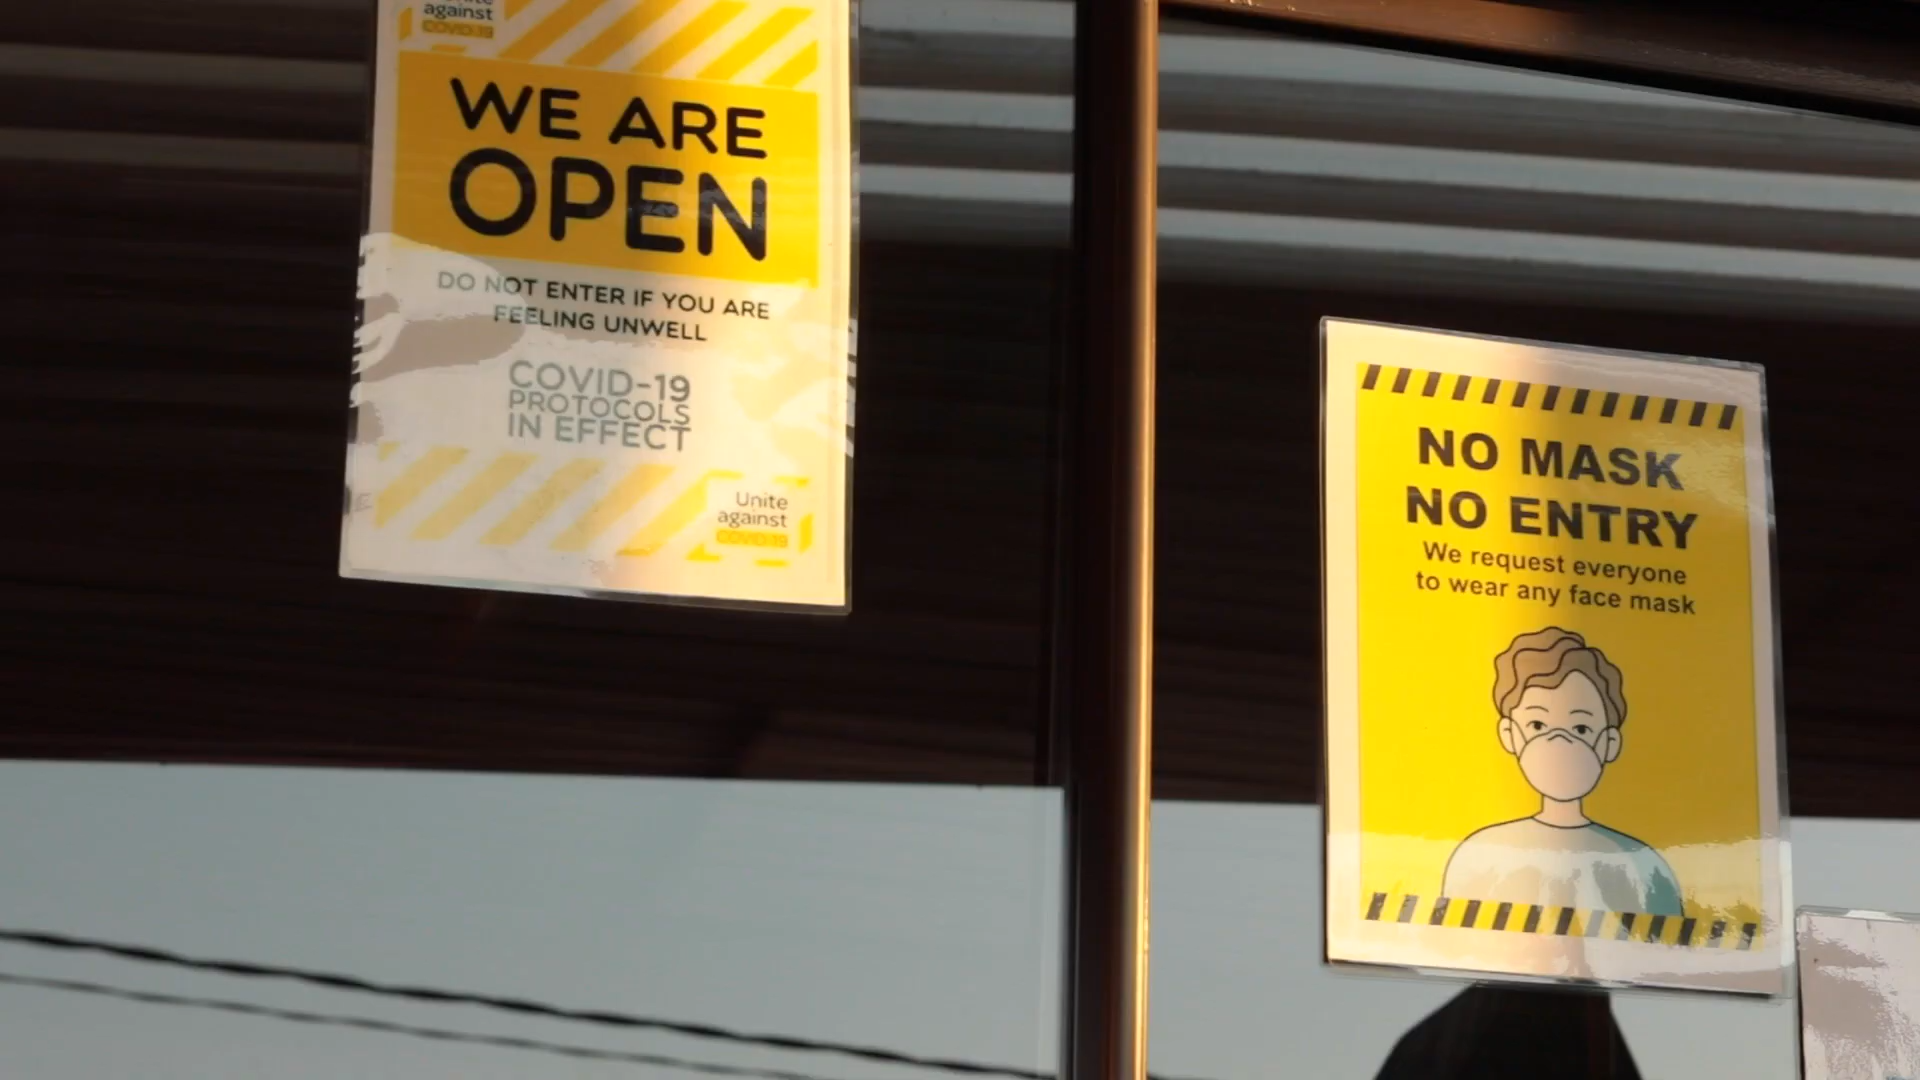 against
COVID-19
WE ARE
OPEN
DO NOT ENTER IF YOU ARE
FEELING UNWELL
COVID-19
PROTOCOLS
IN EFFECT
Unite
against
COVID-19
NO MASK
NO ENTRY
We request everyone
to wear any face mask